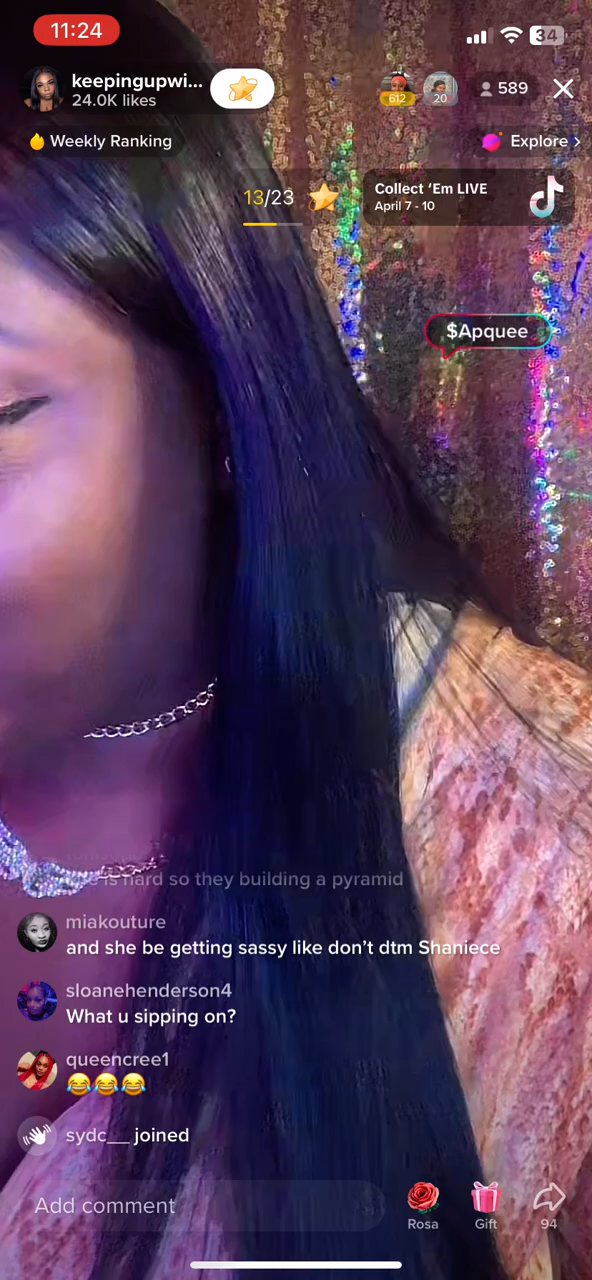 11:24
34
keepingupwi...
24.0K likes
612
20
589
Weekly Ranking
Explore >
13/23
Collect ‘Em LIVE
April 7 - 10
$Apquee
is hard so they building a pyramid
miakouture
and she be getting sassy like don’t dtm Shaniece
sloanehenderson4
What u sipping on?
queencree1
😂😂😂
sydc__ joined
Add comment
Rosa
Gift
94